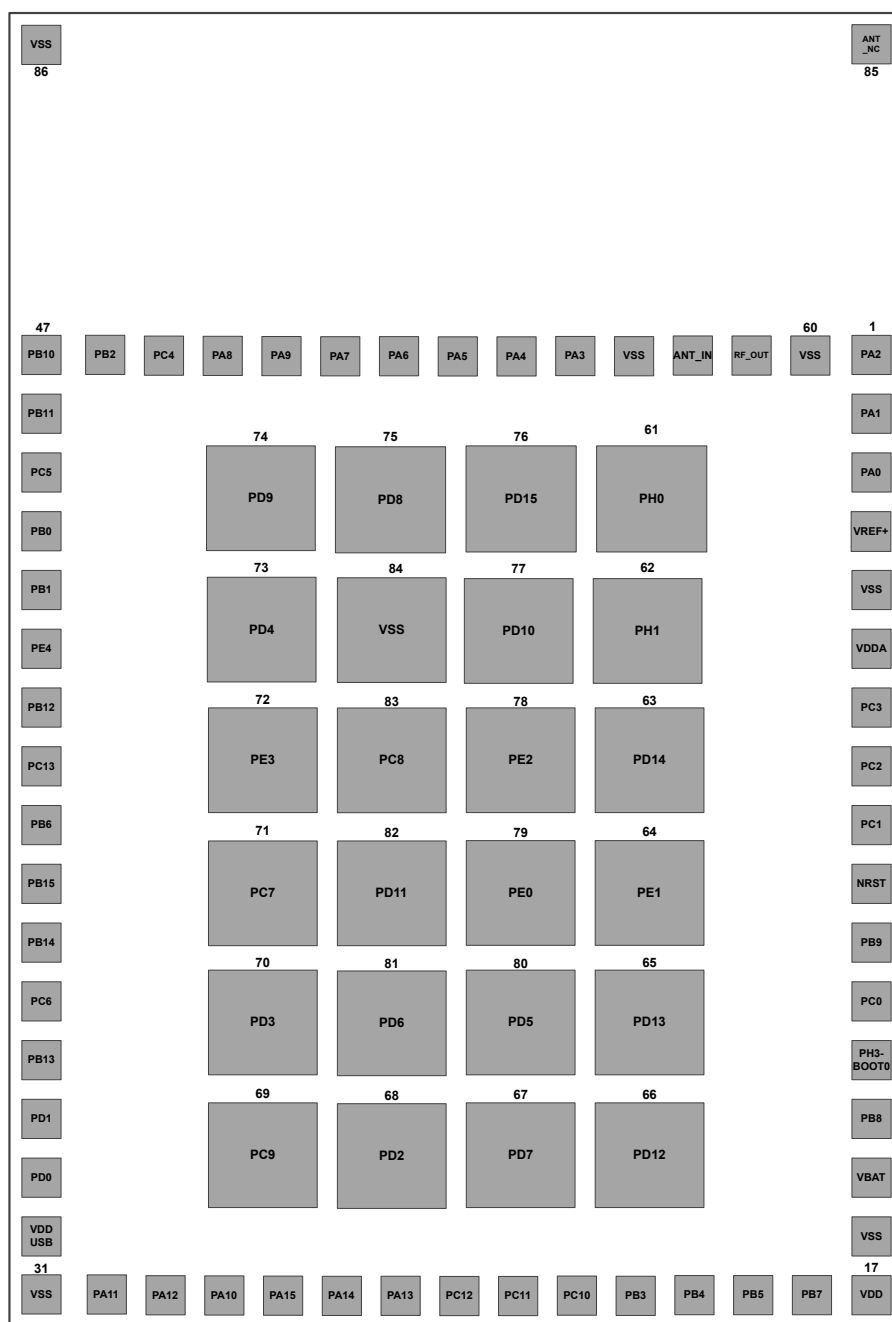 VSS
ANT
_NC
86
85
47
60
1
PB10
PB2
PC4
PA8
PA9
PA7
PA6
PA5
PA4
PA3
VSS
ANT_IN
RF_OUT
VSS
PA2
PB11
PA1
74
75
76
61
PC5
PD9
PD8
PD15
PH0
PA0
PB0
VREF+
73
84
77
62
PB1
VSS
PD4
VSS
PD10
PH1
PE4
VDDA
72
83
78
63
PB12
PC3
PE3
PC8
PE2
PD14
PC13
PC2
71
82
79
64
PB6
PC1
PB15
PC7
PD11
PE0
PE1
NRST
PB14
PB9
70
81
80
65
PC6
PD3
PD6
PD5
PD13
PC0
PB13
PH3-
BOOT0
69
68
67
66
PD1
PB8
PC9
PD2
PD7
PD12
PD0
VBAT
VDD
USB
VSS
31
17
VSS
PA11
PA12
PA10
PA15
PA14
PA13
PC12
PC11
PC10
PB3
PB4
PB5
PB7
VDD